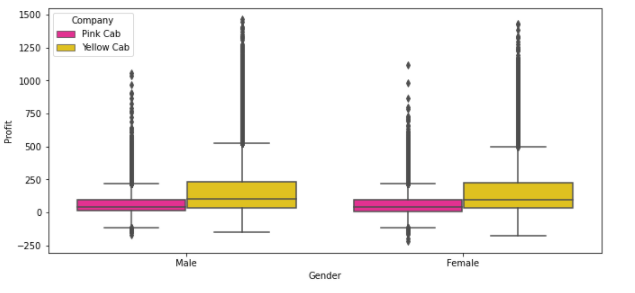 Company
Pink Cab
Yellow Cab
1500
1250
1000
750
500
250
0
−250
Profit
Male
Female
Gender